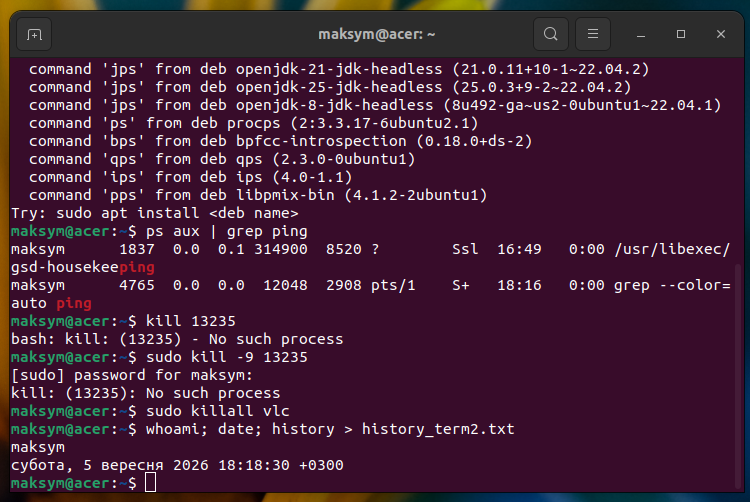 maksym@acer: ~
command 'jps' from deb openjdk-21-jdk-headless (21.0.11+10-1~22.04.2)
command 'jps' from deb openjdk-25-jdk-headless (25.0.3+9-2~22.04.2)
command 'jps' from deb openjdk-8-jdk-headless (8u492-ga~us2-0ubuntu1~22.04.1)
command 'ps' from deb procps (2:3.3.17-6ubuntu2.1)
command 'bps' from deb bpfcc-introspection (0.18.0+ds-2)
command 'qps' from deb qps (2.3.0-0ubuntu1)
command 'ips' from deb ips (4.0-1.1)
command 'pps' from deb libpmix-bin (4.1.2-2ubuntu1)
Try: sudo apt install <deb name>
maksym@acer:~$ ps aux | grep ping
maksym 1837 0.0 0.1 314900 8520 ? Ssl 16:49 0:00 /usr/libexec/
gsd-housekeeping
maksym 4765 0.0 0.0 12048 2908 pts/1 S+ 18:16 0:00 grep --color=
auto ping
maksym@acer:~$ kill 13235
bash: kill: (13235) - No such process
maksym@acer:~$ sudo kill -9 13235
[sudo] password for maksym:
kill: (13235): No such process
maksym@acer:~$ sudo killall vlc
maksym@acer:~$ whoami; date; history > history_term2.txt
maksym
субота, 5 вересня 2026 18:18:30 +0300
maksym@acer:~$